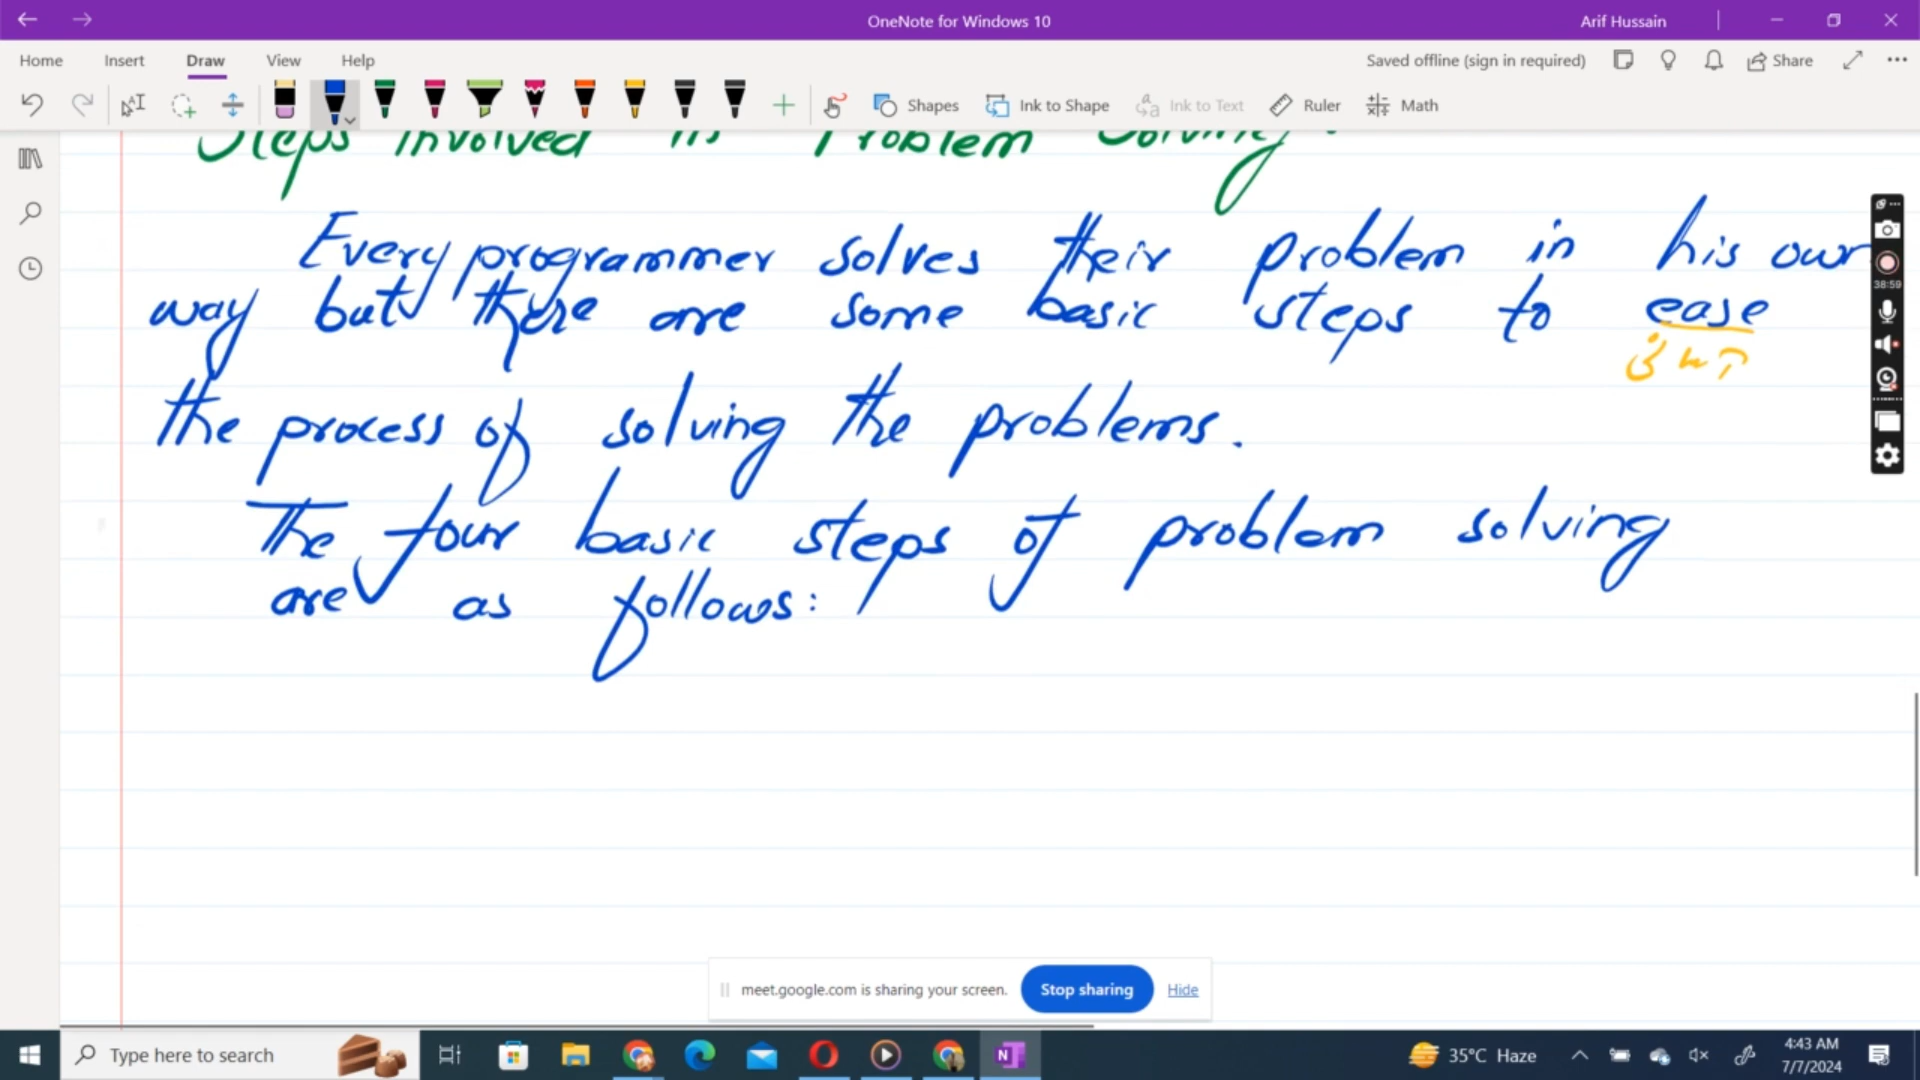 OneNote for Windows 10
Arif Hussain
Home Insert Draw View Help
Saved offline (sign in required)
Share
Shapes Ink to Shape Ink to Text Ruler Math
Steps involved in Problem Solving:
Every programmer solves their problem in his own
way but there are some basic steps to ease
the process of solving the problems.
The four basic steps of problem solving
are as follows:
38:59
meet.google.com is sharing your screen. Stop sharing Hide
Type here to search
35°C Haze
4:43 AM
7/7/2024